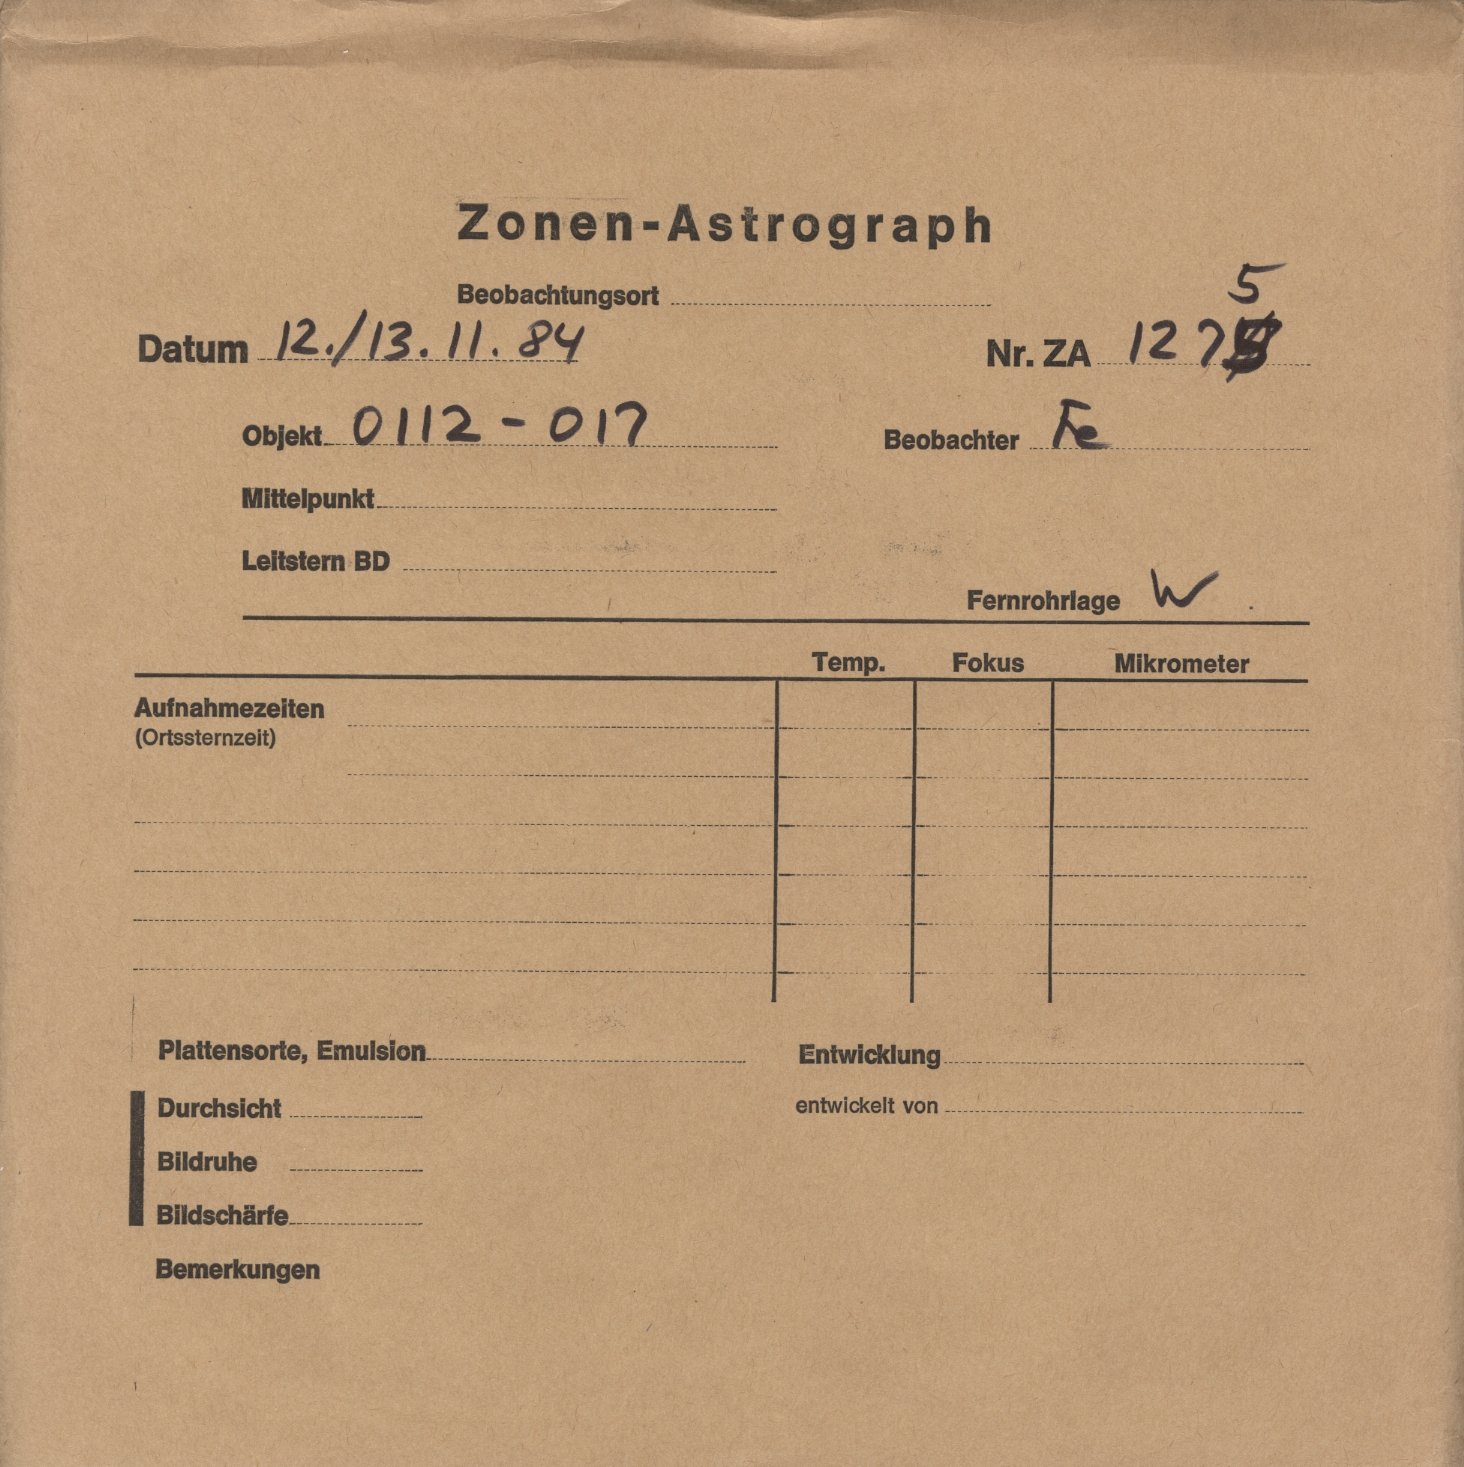 Zonen-Astrograph
Beobachtungsort
5
Datum 12./13.11.84 Nr. ZA 127
Objekt 0112-017 Beobachter Fe
Mittelpunkt
Leitstern BD
Fernrohrlage W
Temp. Fokus Mikrometer
Aufnahmezeiten
(Ortssternzeit)
Plattensorte, Emulsion Entwicklung
Durchsicht entwickelt von
Bildruhe
Bildschärfe
Bemerkungen